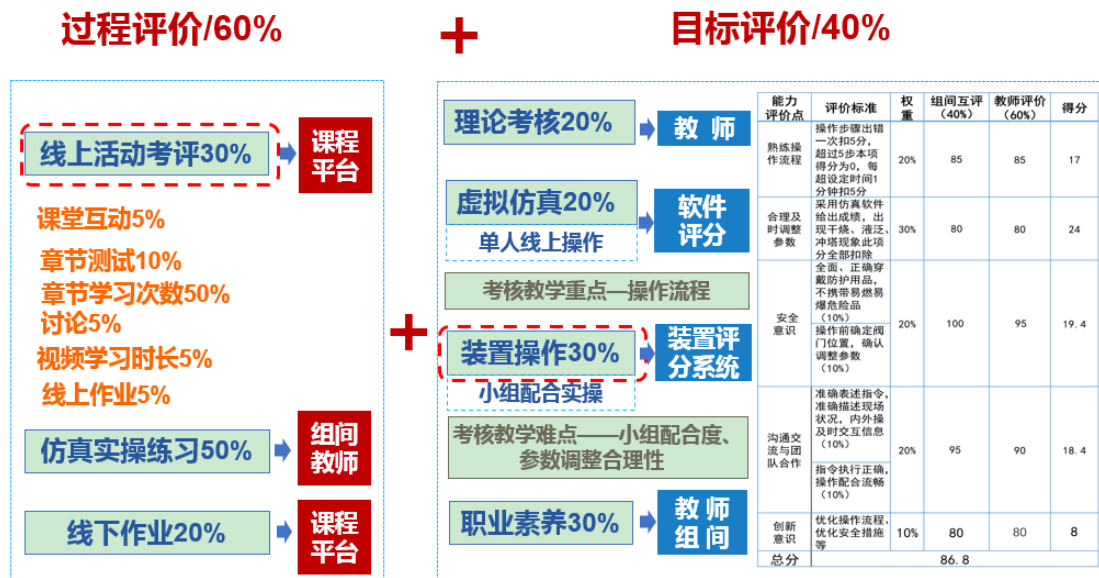 过程评价/60%
+
目标评价/40%
线上活动考评30%
课程
平台
课堂互动5%
章节测试10%
章节学习次数50%
讨论5%
视频学习时长5%
线上作业5%
仿真实操练习50%
组间
教师
线下作业20%
课程
平台
+
理论考核20%
教 师
虚拟仿真20%
软件
评分
单人线上操作
考核教学重点—操作流程
装置操作30%
装置评
分系统
小组配合实操
考核教学难点——小组配合度、
参数调整合理性
职业素养30%
教 师
组 间
能力
评价点
评价标准
权
重
组间互评
（40%）
教师评价
（60%）
得分
熟练操
作流程
操作步骤出错
一次扣5分，
超过5步本项
得分为0，每
超设定时间1
分钟扣5分
20%
85
85
17
合理及
时调整
参数
采用仿真软件
给出成绩，出
现干烧、液泛、
冲塔现象此项
分全部扣除
30%
80
80
24
安全
意识
全面、正确穿
戴防护用品，
不携带易燃易
爆危险品
（10%）
操作前确定阀
门位置，确认
调整参数
（10%）
20%
100
95
19.4
沟通交
流与团
队合作
准确表述指令，
准确描述现场
状况，内外操
及时交互信息
（10%）
指令执行正确，
操作配合流畅
（10%）
20%
95
90
18.4
创新
意识
优化操作流程、
优化安全措施
等
10%
80
80
8
总分
86.8